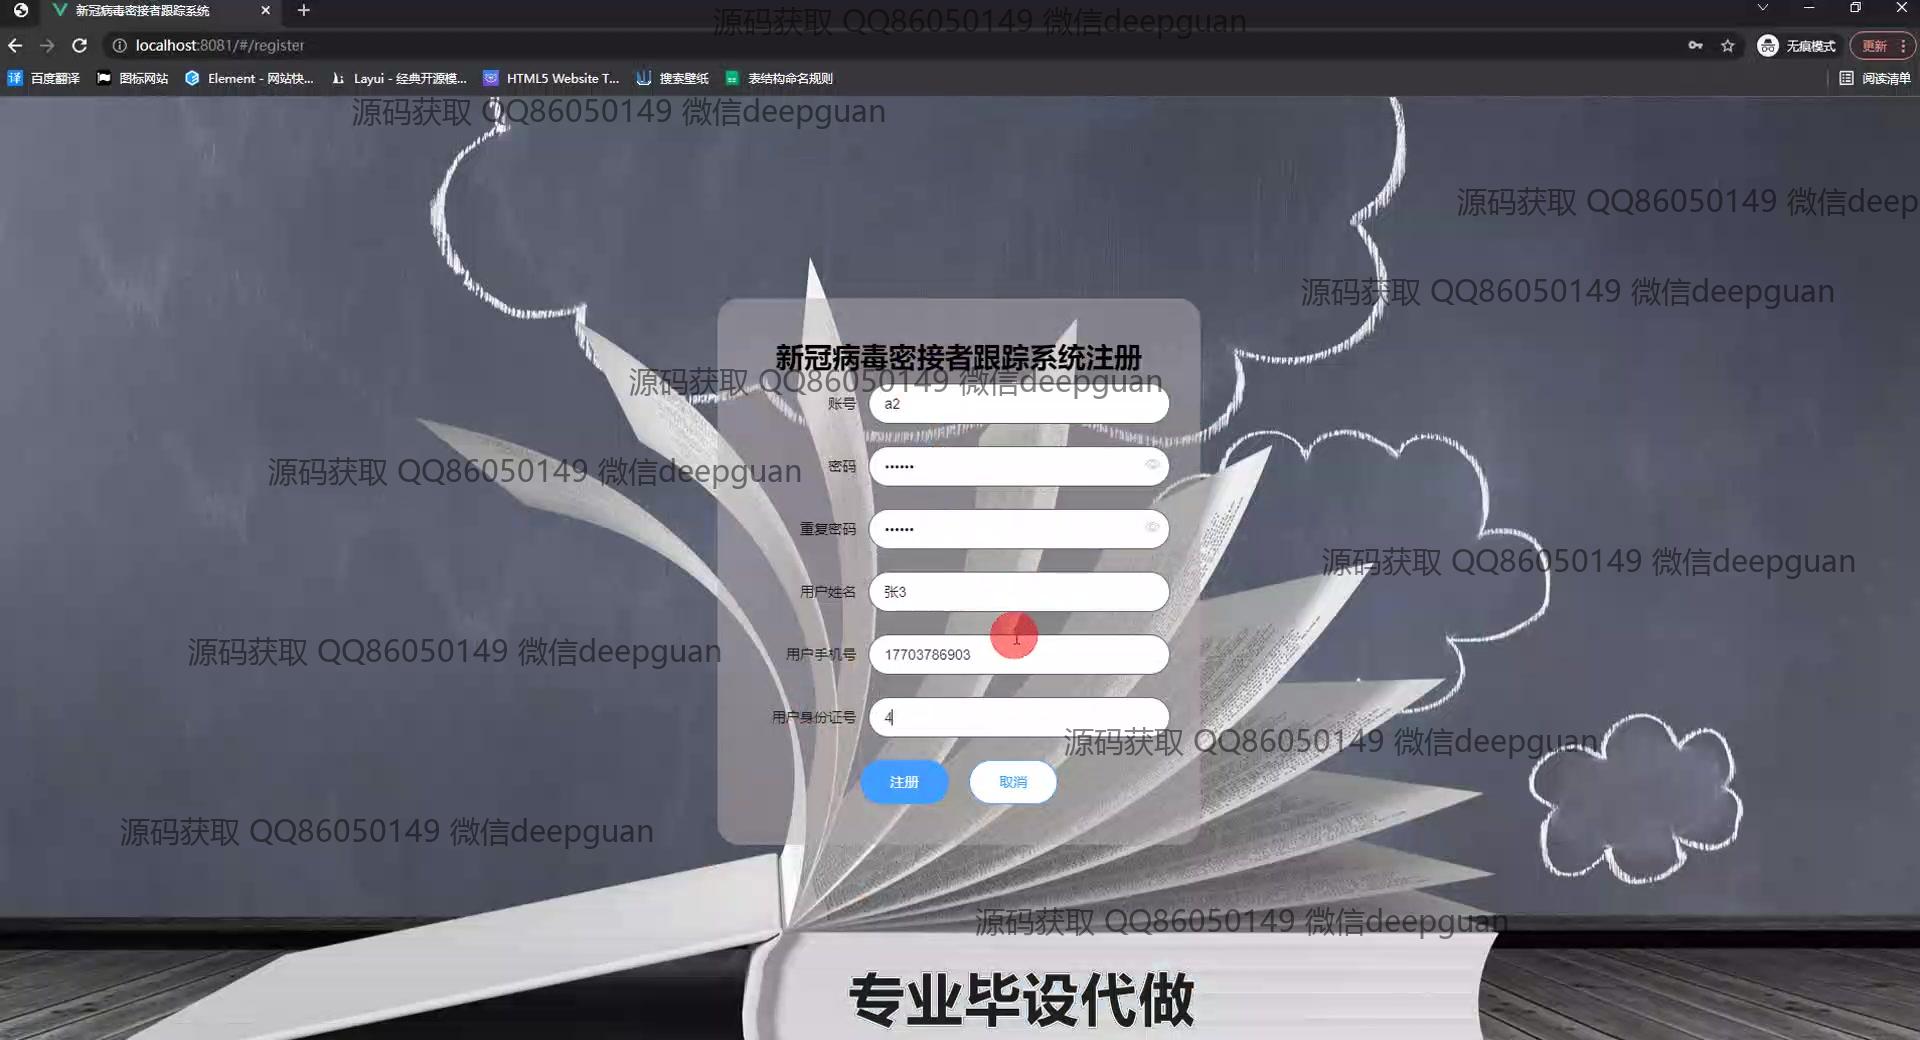 新冠病毒密接者跟踪系统
localhost:8081/#/register
无痕模式
更新
百度翻译
图标网站
Element - 网站快...
Layui - 经典开源模...
HTML5 Website T...
搜索壁纸
表结构命名规则
阅读清单
源码获取 QQ86050149 微信deepguan
源码获取 QQ86050149 微信deepguan
源码获取 QQ86050149 微信deep
源码获取 QQ86050149 微信deepguan
新冠病毒密接者跟踪系统注册
源码获取 QQ86050149 微信deepguan
账号 a2
源码获取 QQ86050149 微信deepguan
密码 ••••••
重复密码 ••••••
源码获取 QQ86050149 微信deepguan
用户姓名 张3
源码获取 QQ86050149 微信deepguan
用户手机号 17703786903
用户身份证号 4
源码获取 QQ86050149 微信deepguan
注册 取消
源码获取 QQ86050149 微信deepguan
源码获取 QQ86050149 微信deepguan
专业毕设代做